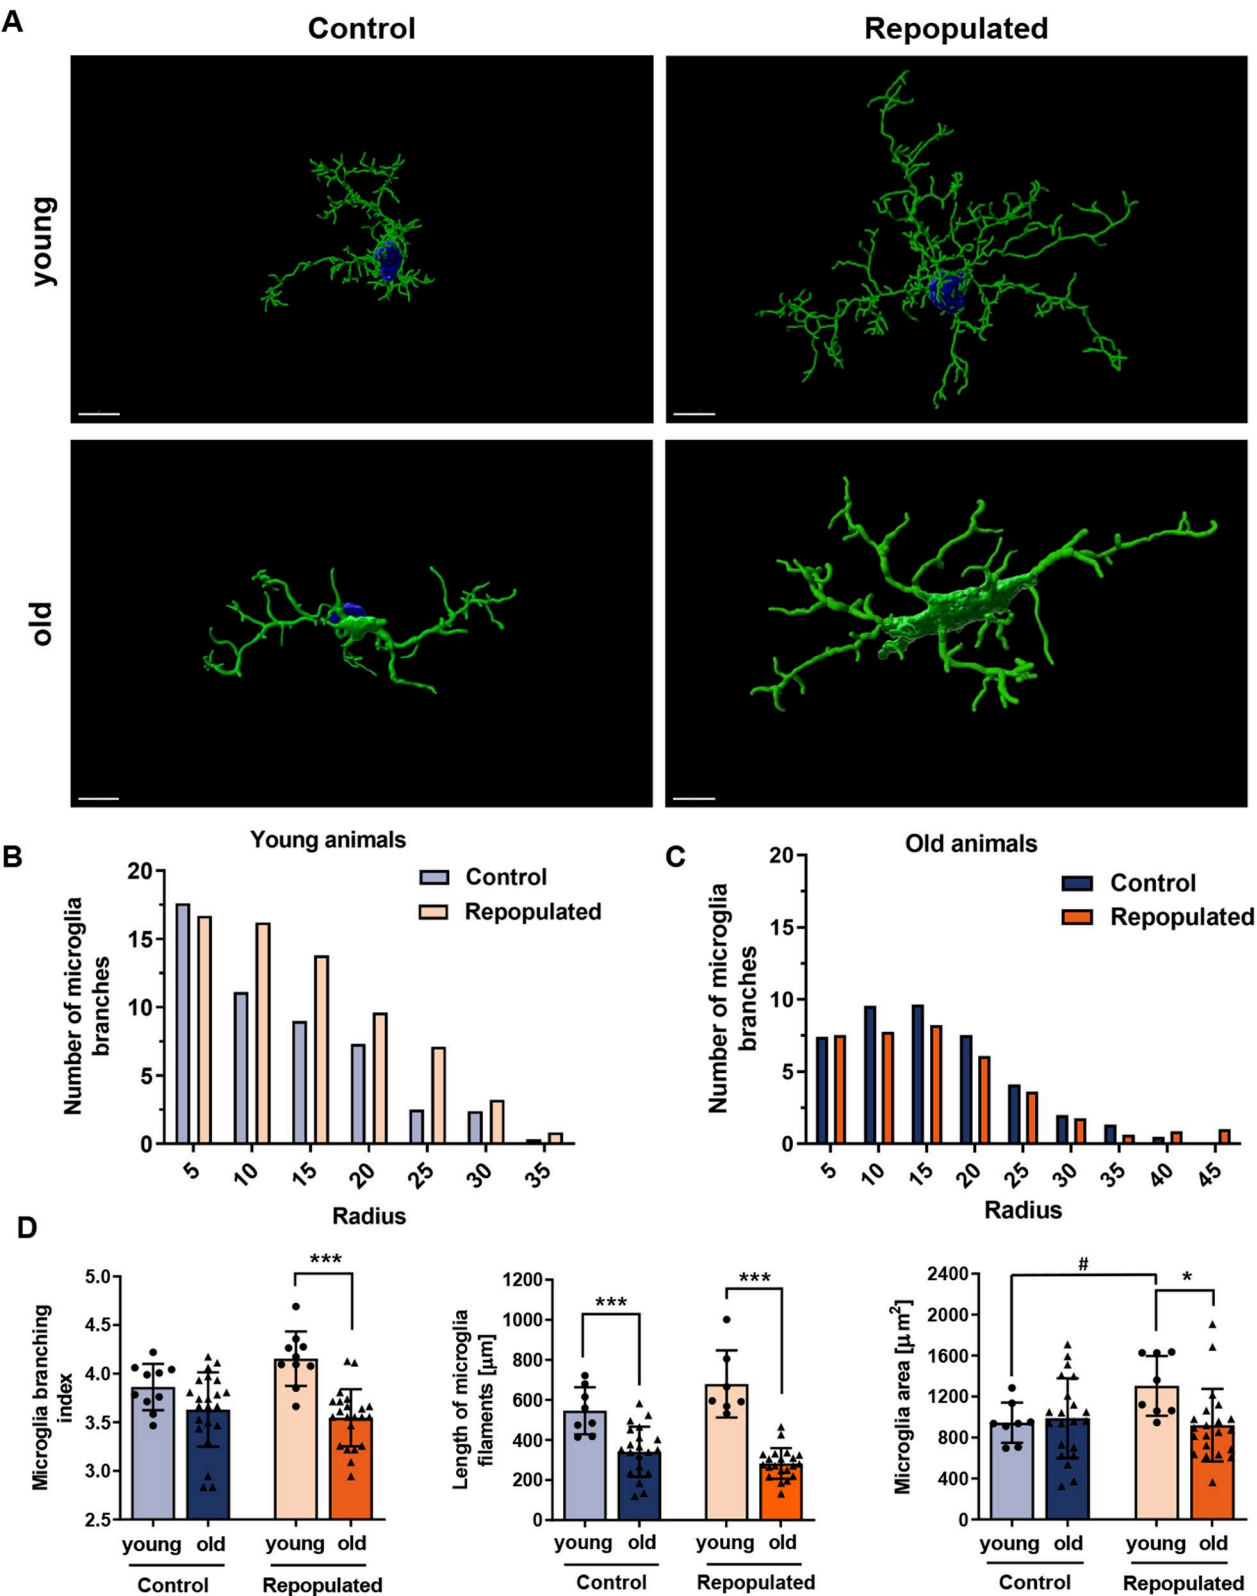 A
Control
Repopulated
young
old
B
Young animals
Control
Repopulated
Number of microglia
branches
20
15
10
5
0
5 10 15 20 25 30 35
Radius
C
Old animals
Control
Repopulated
Number of microglia
branches
20
15
10
5
0
5 10 15 20 25 30 35 40 45
Radius
D
Microglia branching
index
5.0
4.5
4.0
3.5
3.0
2.5
***
young old young old
Control Repopulated
Length of microglia
filaments [µm]
1200
1000
800
600
400
200
0
***
***
young old young old
Control Repopulated
Microglia area [µ m²]
2400
2000
1600
1200
800
400
0
#
*
young old young old
Control Repopulated